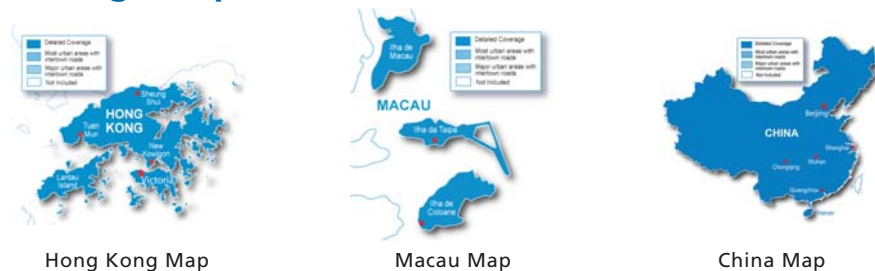 Detailed Coverage
Most urban areas with
intertown roads
Major urban areas with
intertown roads
Not Included
Sheung
Shui
HONG
KONG
Tuen
Mun
New
Kowloon
Lantau
Island
Victoria
Hong Kong Map
Ilha de
Macau
Detailed Coverage
Most urban areas with
intertown roads
Major urban areas with
intertown roads
Not Included
MACAU
Ilha da Taipa
Ilha de
Coloane
Macau Map
Detailed Coverage
Most urban areas with
intertown roads
Major urban areas with
intertown roads
Not Included
Beijing
CHINA
Shanghai
Wuhan
Guangzhou
Hainan
China Map